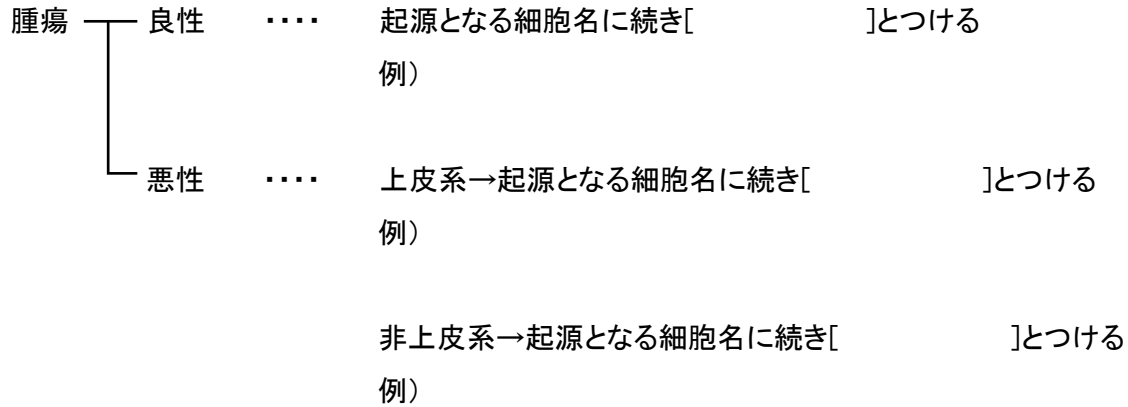 腫瘍 良性 ・・・・ 起源となる細胞名に続き[ ]とつける
例）
悪性 ・・・・ 上皮系→起源となる細胞名に続き[ ]とつける
例）
非上皮系→起源となる細胞名に続き[ ]とつける
例）